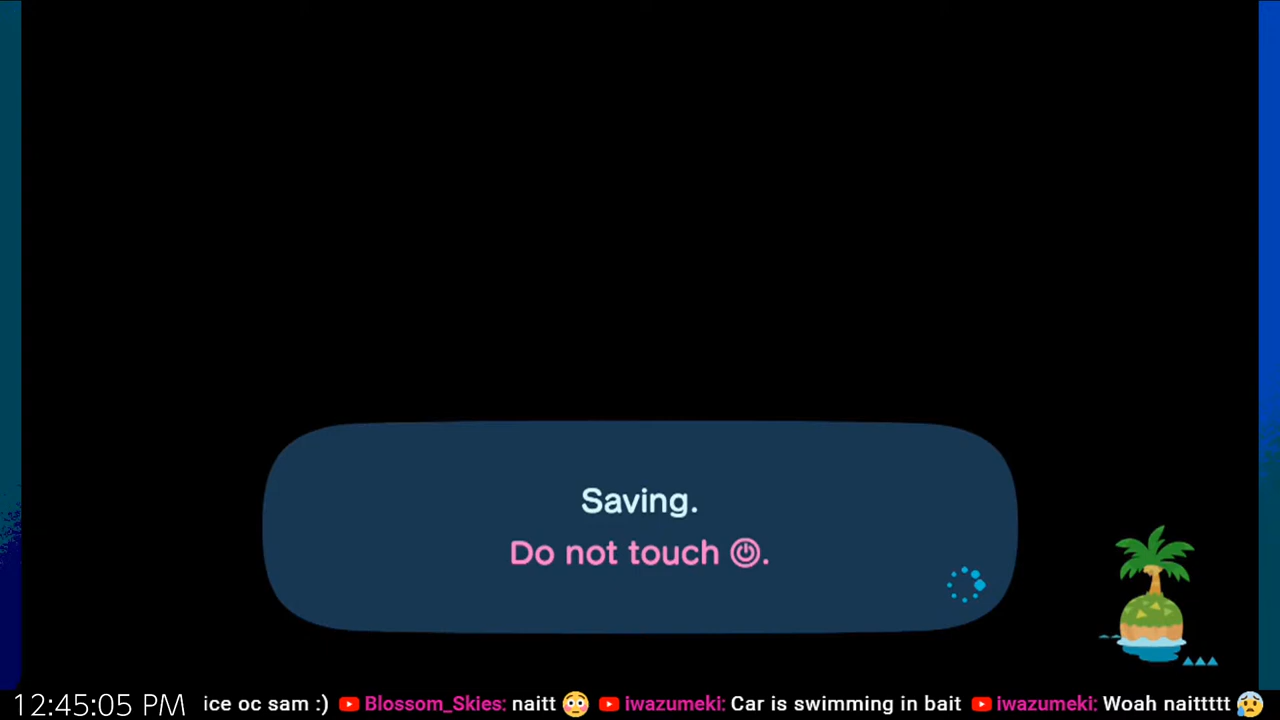 Saving.
Do not touch ⏻.
12:45:05 PM ice oc sam :) Blossom_Skies: naitt 😳 iwazumeki: Car is swimming in bait iwazumeki: Woah naittttt 😰